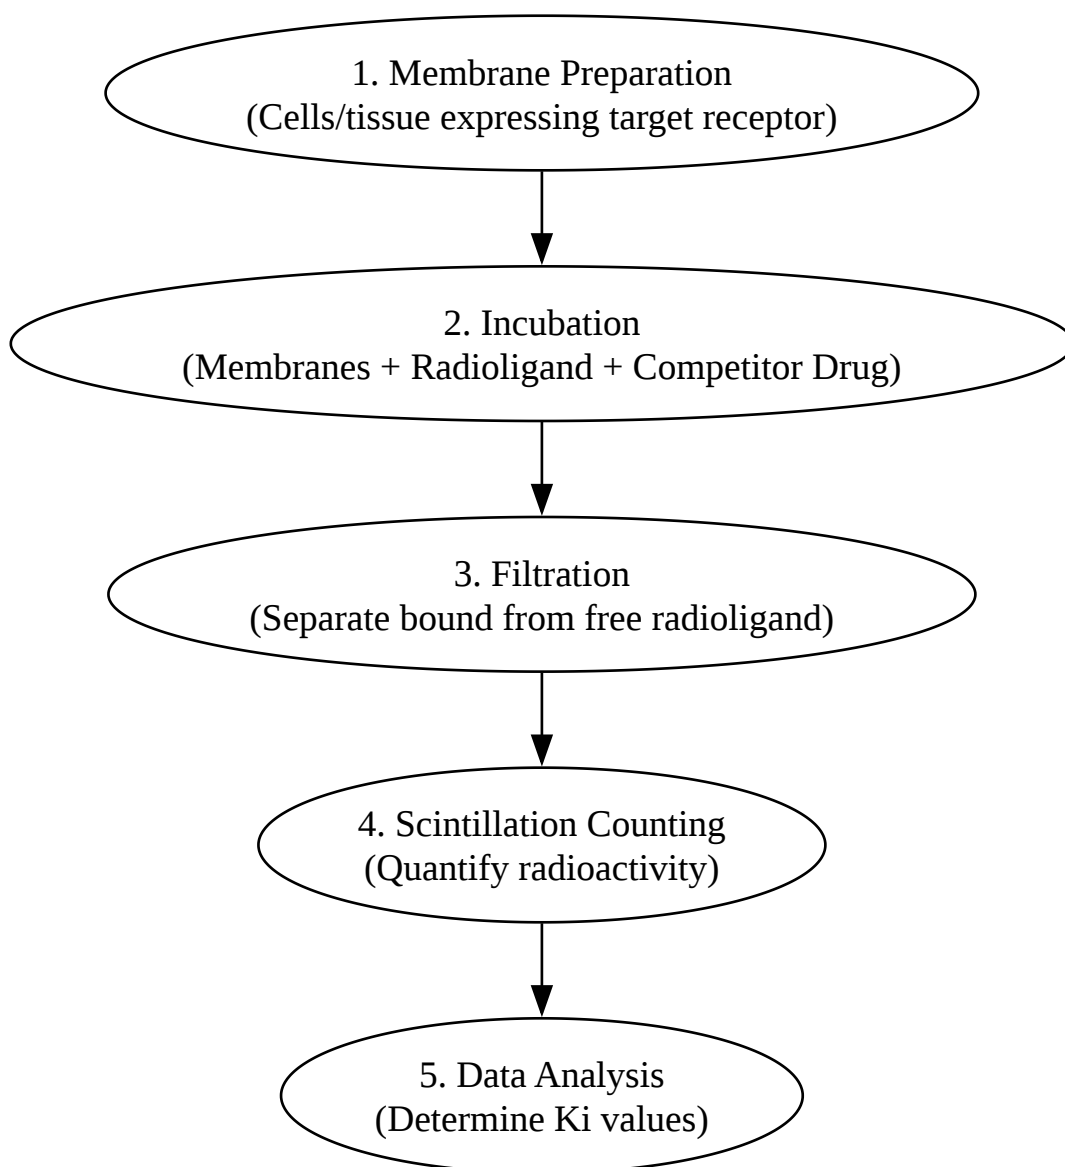 1. Membrane Preparation
(Cells/tissue expressing target receptor)
2. Incubation
(Membranes + Radioligand + Competitor Drug)
3. Filtration
(Separate bound from free radioligand)
4. Scintillation Counting
(Quantify radioactivity)
5. Data Analysis
(Determine Ki values)